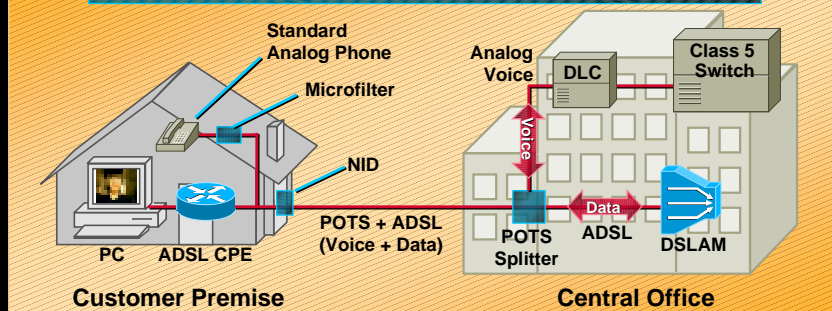 Standard
Analog Phone
Microfilter
NID
PC
ADSL CPE
POTS + ADSL
(Voice + Data)
Customer Premise
Analog
Voice
DLC
Class 5
Switch
Voice
Data
ADSL
POTS
Splitter
DSLAM
Central Office